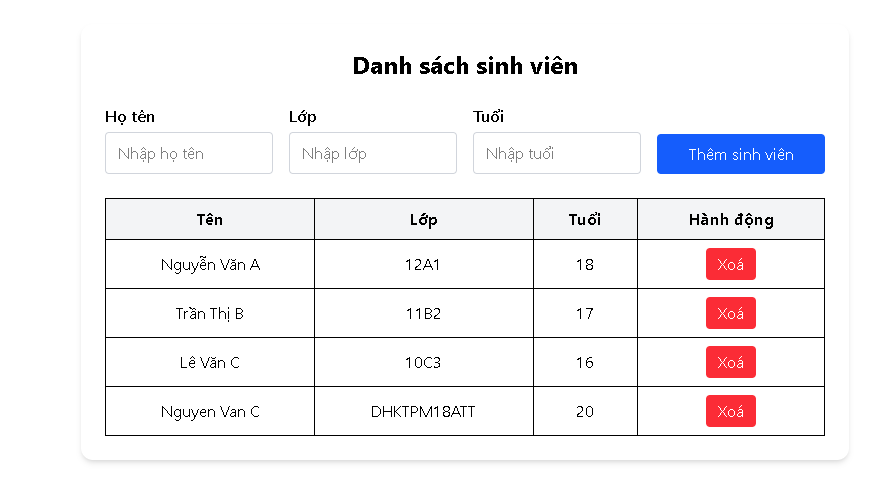 Danh sách sinh viên
Họ tên Lớp Tuổi
Nhập họ tên Nhập lớp Nhập tuổi Thêm sinh viên
Tên Lớp Tuổi Hành động
Nguyễn Văn A 12A1 18 Xoá
Trần Thị B 11B2 17 Xoá
Lê Văn C 10C3 16 Xoá
Nguyen Van C DHKTPM18ATT 20 Xoá